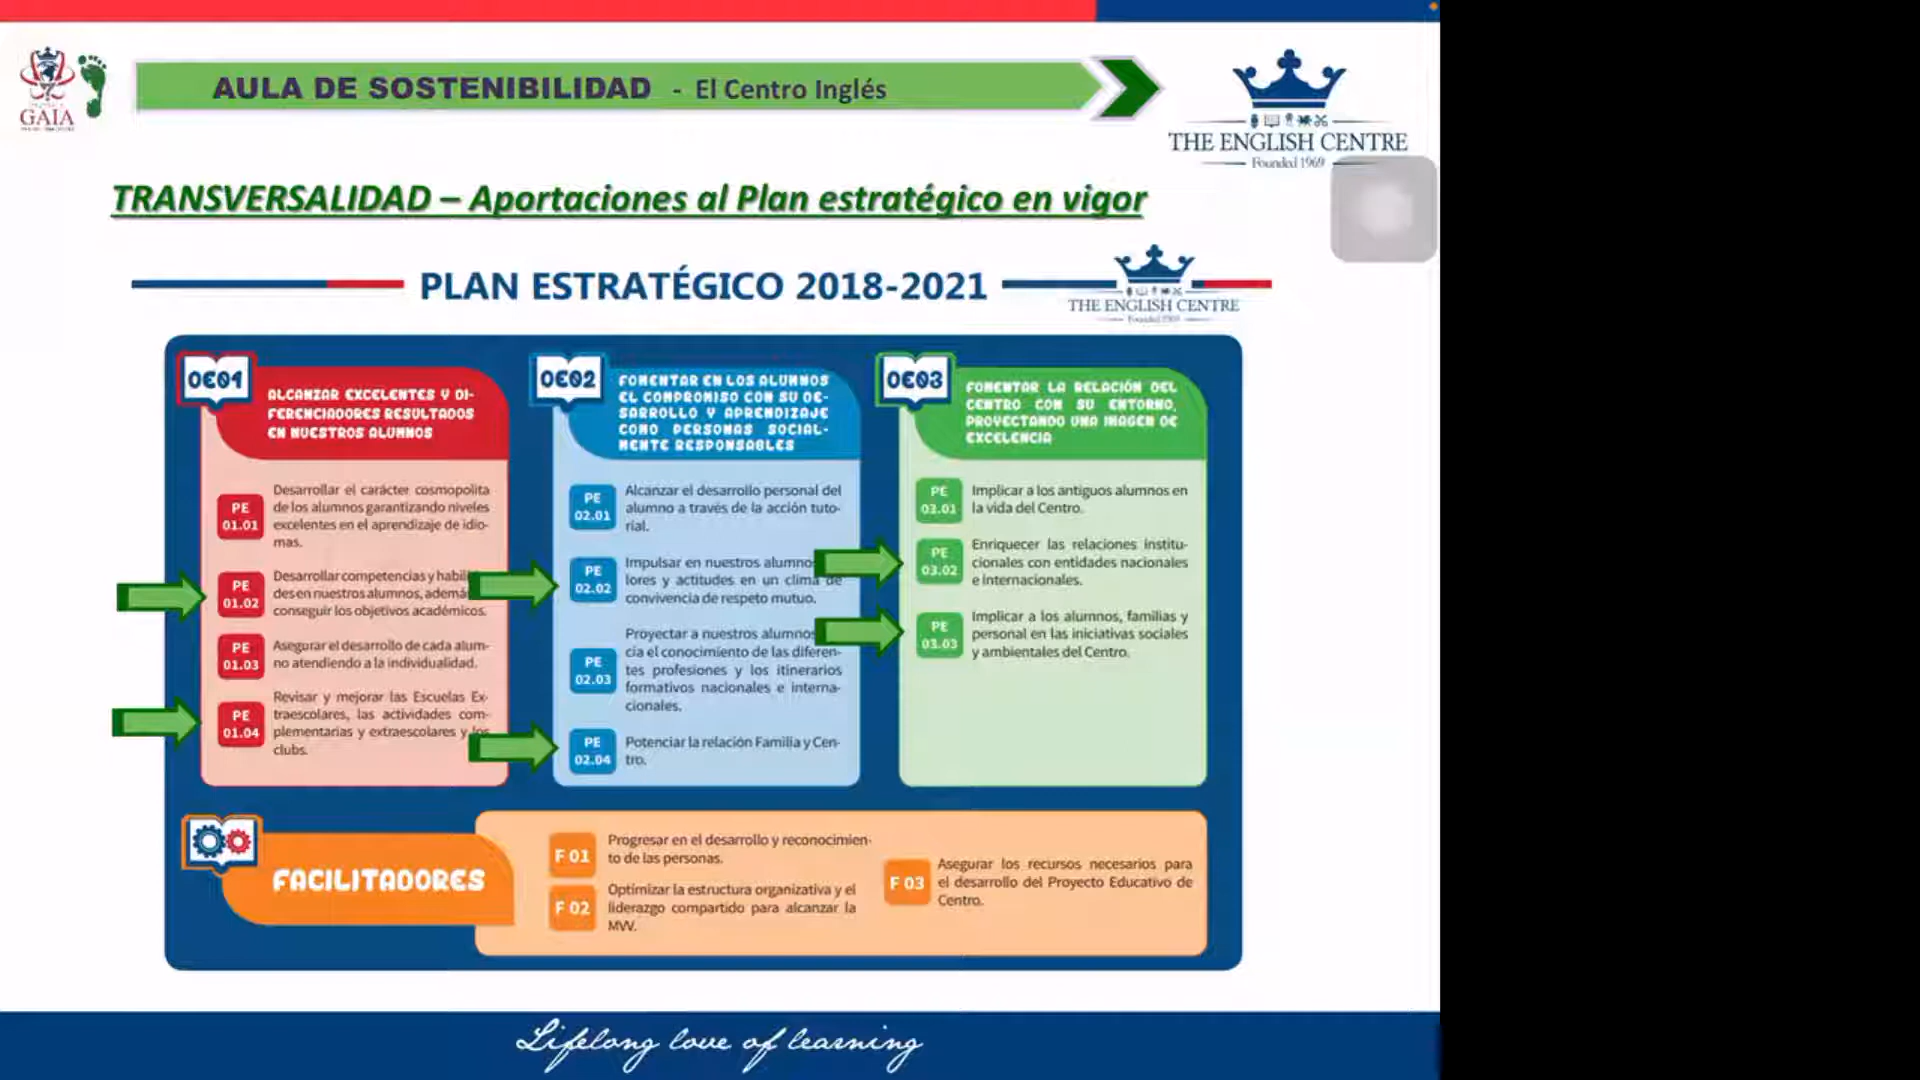 AULA DE SOSTENIBILIDAD - El Centro Inglés
GAIA
THE ENGLISH CENTRE
Founded 1969
TRANSVERSALIDAD – Aportaciones al Plan estratégico en vigor
PLAN ESTRATÉGICO 2018-2021
THE ENGLISH CENTRE
Founded 1969
OE01
ALCANZAR EXCELENTES Y DI-
FERENCIADORES RESULTADOS
EN NUESTROS ALUMNOS
PE
01.01
Desarrollar el carácter cosmopolita
de los alumnos garantizando niveles
excelentes en el aprendizaje de idio-
mas.
PE
01.02
Desarrollar competencias y habili
des en nuestros alumnos, ademá
conseguir los objetivos académicos.
PE
01.03
Asegurar el desarrollo de cada alum-
no atendiendo a la individualidad.
PE
01.04
Revisar y mejorar las Escuelas Ex-
traescolares, las actividades com-
plementarias y extraescolares y los
clubs.
OE02
FOMENTAR EN LOS ALUMNOS
EL COMPROMISO CON SU DE-
SARROLLO Y APRENDIZAJE
COMO PERSONAS SOCIAL-
MENTE RESPONSABLES
PE
02.01
Alcanzar el desarrollo personal del
alumno a través de la acción tuto-
rial.
PE
02.02
Impulsar en nuestros alumno
lores y actitudes en un clima de
convivencia de respeto mutuo.
PE
02.03
Proyectar a nuestros alumno
cia el conocimiento de las diferen-
tes profesiones y los itinerarios
formativos nacionales e interna-
cionales.
PE
02.04
Potenciar la relación Familia y Cen-
tro.
OE03
FOMENTAR LA RELACIÓN DEL
CENTRO CON SU ENTORNO,
PROYECTANDO UNA IMAGEN DE
EXCELENCIA
PE
03.01
Implicar a los antiguos alumnos en
la vida del Centro.
PE
03.02
Enriquecer las relaciones institu-
cionales con entidades nacionales
e internacionales.
PE
03.03
Implicar a los alumnos, familias y
personal en las iniciativas sociales
y ambientales del Centro.
FACILITADORES
F 01
Progresar en el desarrollo y reconocimien-
to de las personas.
F 02
Optimizar la estructura organizativa y el
liderazgo compartido para alcanzar la
MVV.
F 03
Asegurar los recursos necesarios para
el desarrollo del Proyecto Educativo de
Centro.
Lifelong love of learning